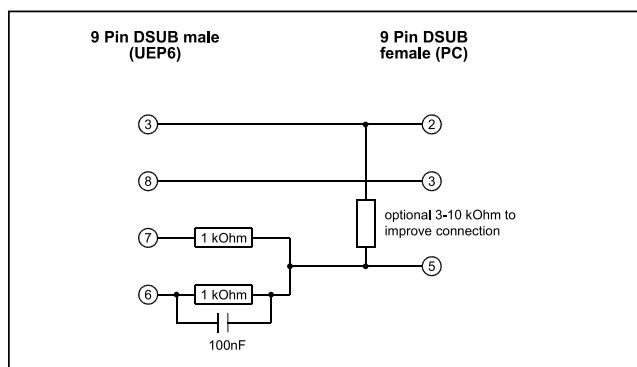 9 Pin DSUB male
(UEP6)
9 Pin DSUB
female (PC)
3
2
8
3
optional 3-10 kOhm to
improve connection
7
1 kOhm
5
6
1 kOhm
100nF